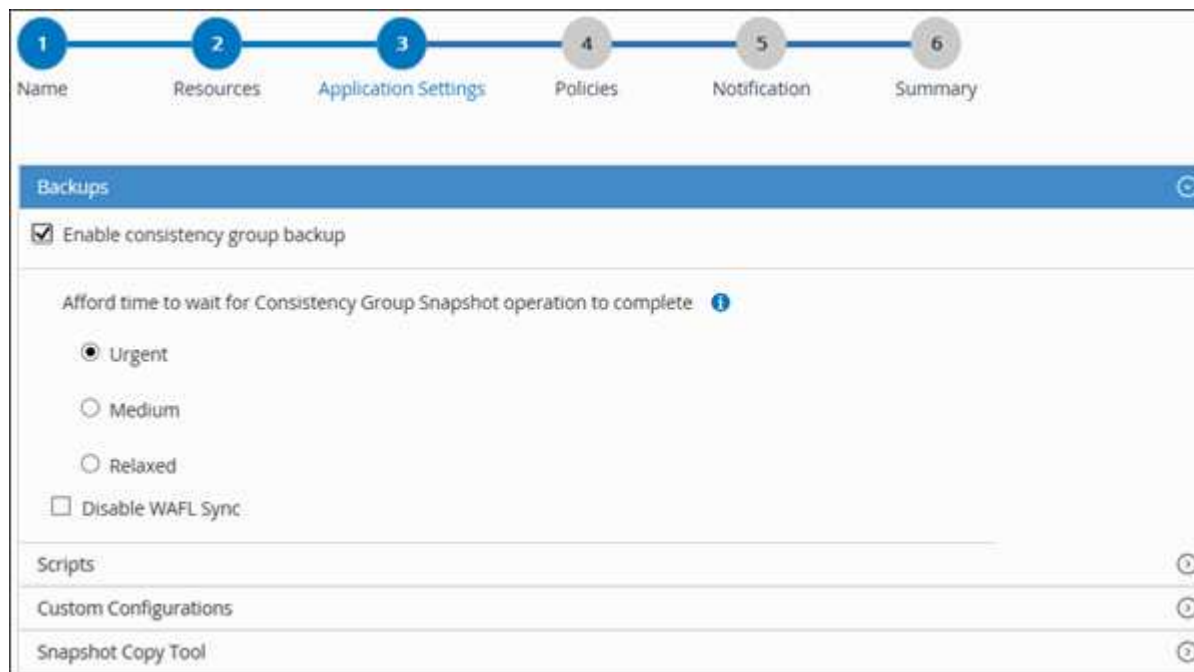 1 2 3 4 5 6
Name Resources Application Settings Policies Notification Summary
Backups
Enable consistency group backup
Afford time to wait for Consistency Group Snapshot operation to complete
Urgent
Medium
Relaxed
Disable WAFL Sync
Scripts
Custom Configurations
Snapshot Copy Tool